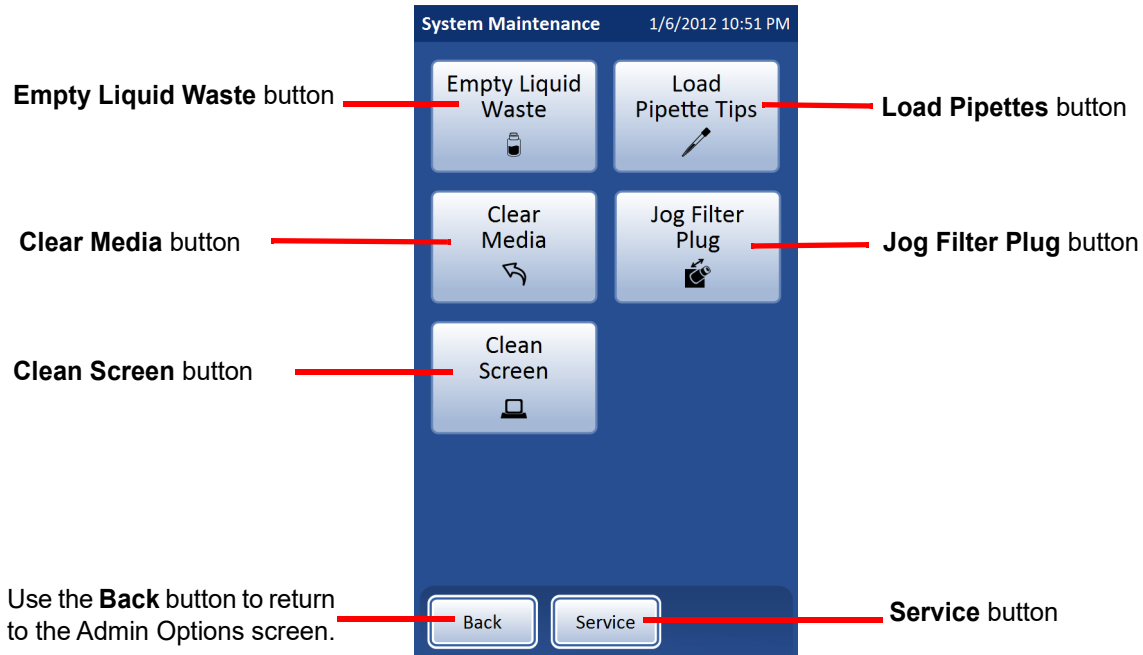 System Maintenance 1/6/2012 10:51 PM
Empty Liquid Waste button
Empty Liquid
Waste
Load
Pipette Tips
Load Pipettes button
Clear Media button
Clear
Media
Jog Filter
Plug
Jog Filter Plug button
Clean Screen button
Clean
Screen
Use the Back button to return
to the Admin Options screen.
Back
Service
Service button